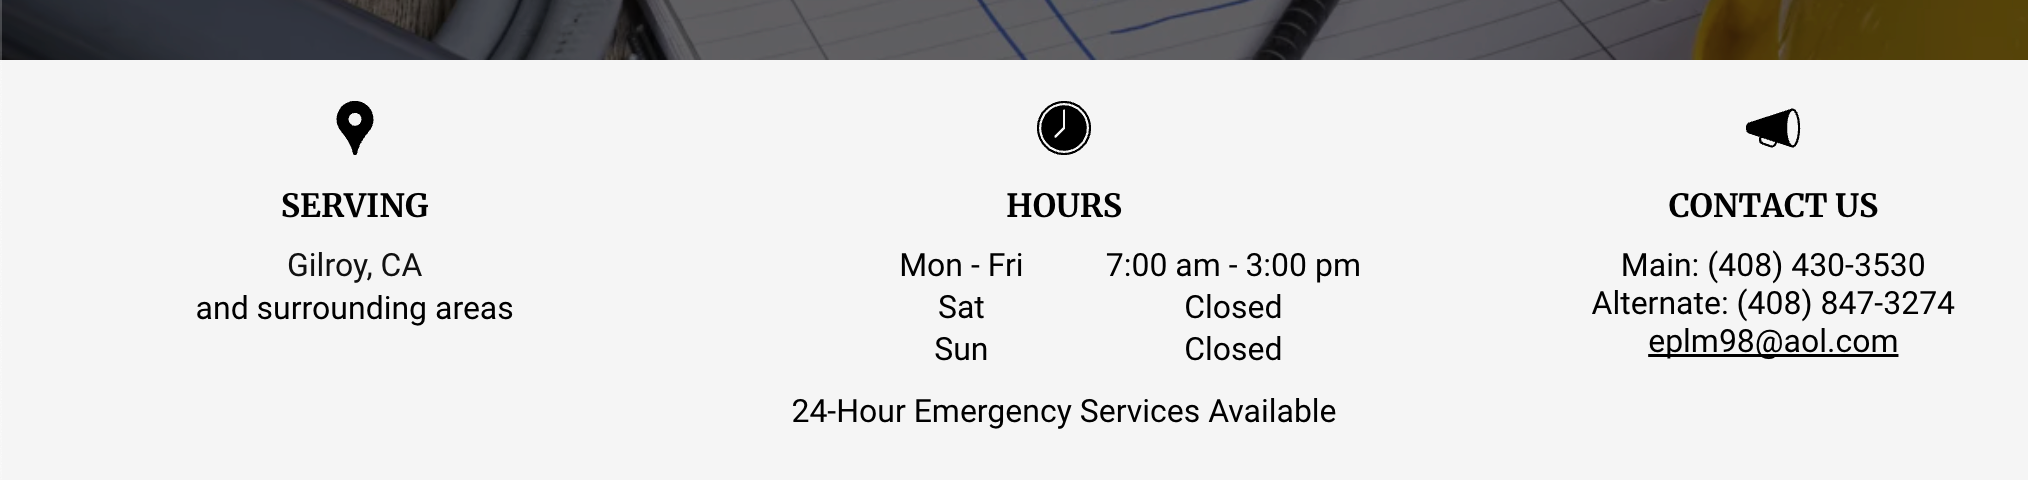 SERVING
Gilroy, CA
and surrounding areas
HOURS
Mon - Fri 7:00 am - 3:00 pm
Sat Closed
Sun Closed
24-Hour Emergency Services Available
CONTACT US
Main: (408) 430-3530
Alternate: (408) 847-3274
eplm98@aol.com